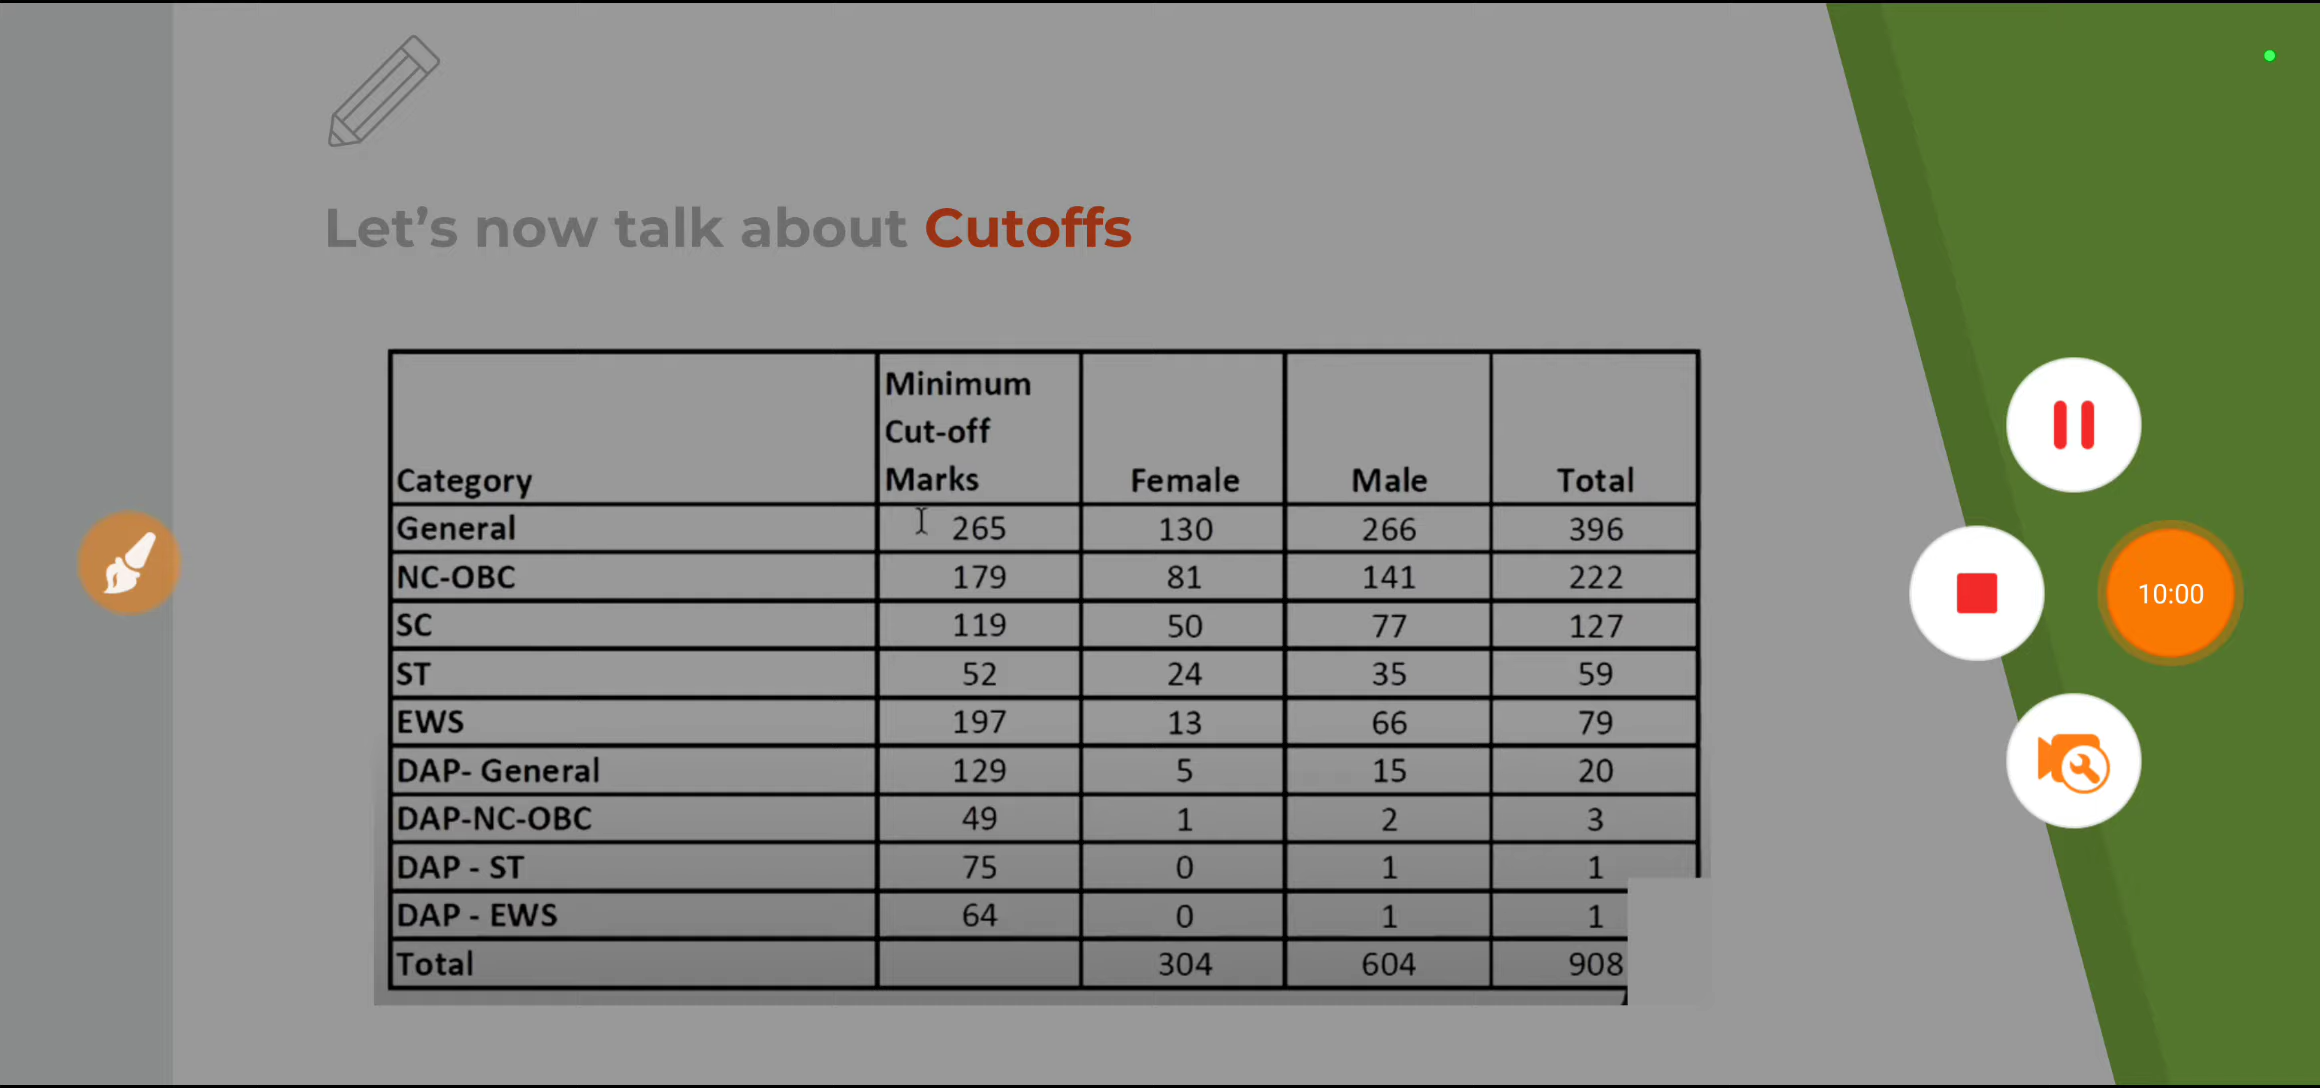 Let's now talk about Cutoffs
Category Minimum Cut-off Marks Female Male Total
General 265 130 266 396
NC-OBC 179 81 141 222
SC 119 50 77 127
ST 52 24 35 59
EWS 197 13 66 79
DAP- General 129 5 15 20
DAP-NC-OBC 49 1 2 3
DAP - ST 75 0 1 1
DAP - EWS 64 0 1 1
Total 304 604 908
10:00